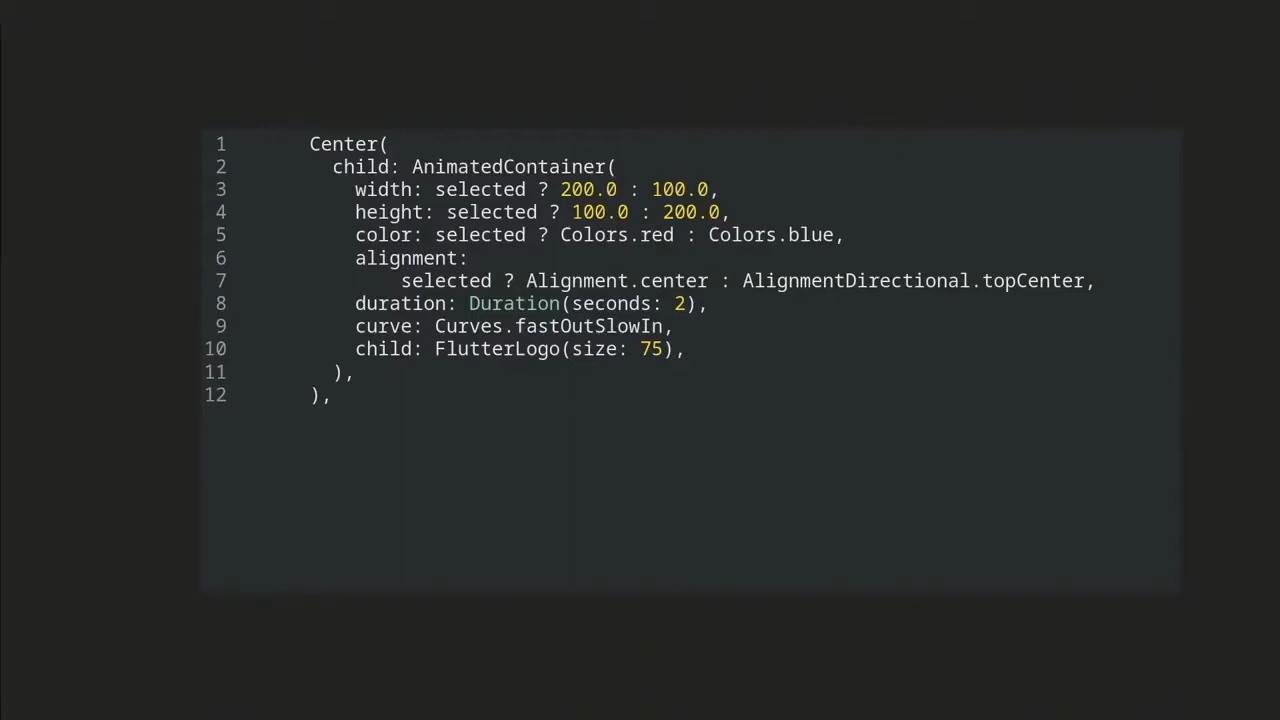 1 Center(
2 child: AnimatedContainer(
3 width: selected ? 200.0 : 100.0,
4 height: selected ? 100.0 : 200.0,
5 color: selected ? Colors.red : Colors.blue,
6 alignment:
7 selected ? Alignment.center : AlignmentDirectional.topCenter,
8 duration: Duration(seconds: 2),
9 curve: Curves.fastOutSlowIn,
10 child: FlutterLogo(size: 75),
11 ),
12 ),